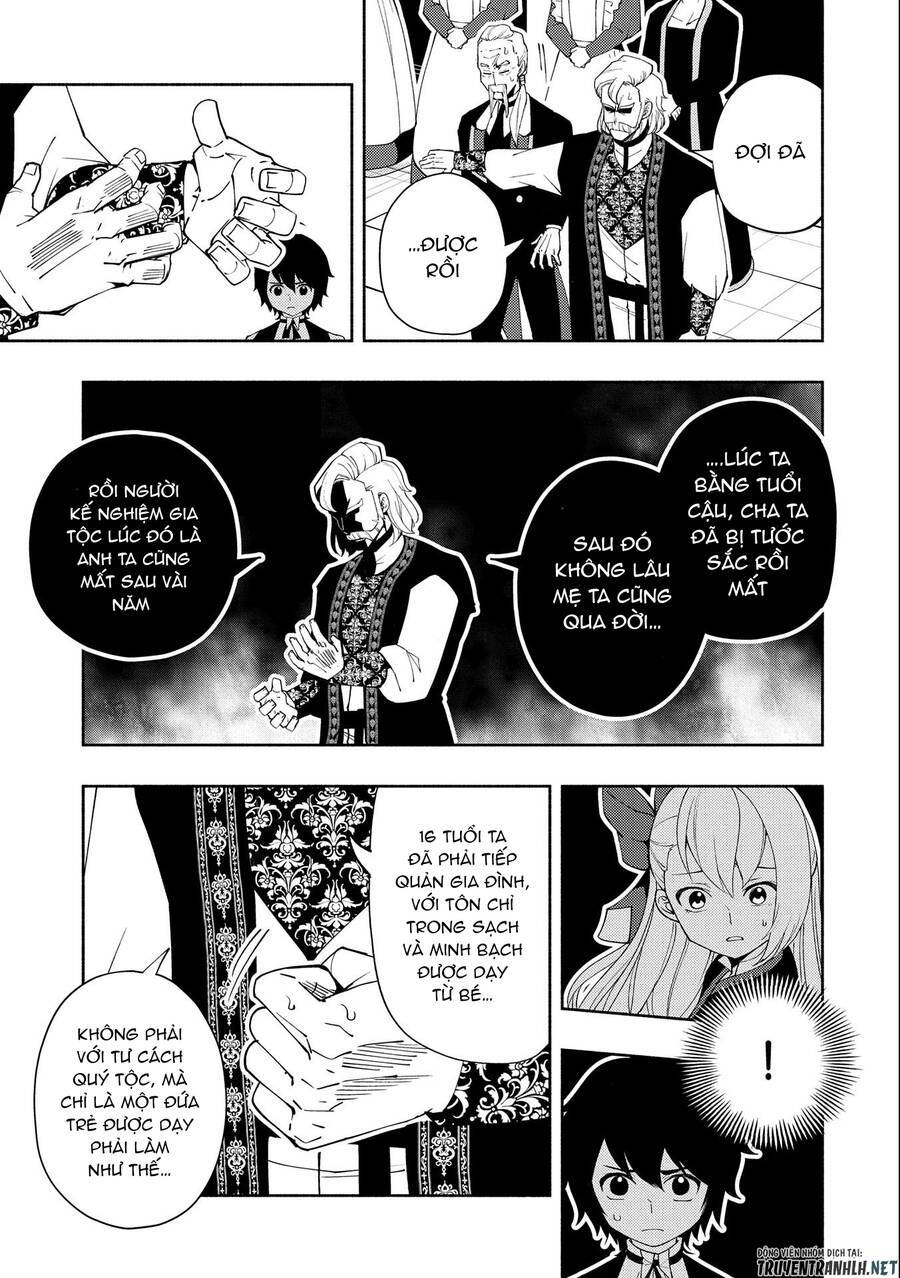 ĐỢI ĐÃ
...ĐƯỢC
RỒI
....LÚC TA
BẰNG TUỔI
CẬU, CHA TA
ĐÃ BỊ TƯỚC
SẮC RỒI
MẤT
SAU ĐÓ
KHÔNG LÂU
MẸ TA CŨNG
QUA ĐỜI...
RỒI NGƯỜI
KẾ NGHIỆM GIA
TỘC LÚC ĐÓ LÀ
ANH TA CŨNG
MẤT SAU VÀI
NĂM
16 TUỔI TA
ĐÃ PHẢI TIẾP
QUẢN GIA ĐÌNH,
VỚI TÔN CHỈ
TRONG SẠCH
VÀ MINH BẠCH
ĐƯỢC DẠY
TỪ BÉ...
!
KHÔNG PHẢI
VỚI TƯ CÁCH
QUÝ TỘC, MÀ
CHỈ LÀ MỘT ĐỨA
TRẺ ĐƯỢC DẠY
PHẢI LÀM
NHƯ THẾ...
ĐỘNG VIÊN NHÓM DỊCH TẠI:
TRUYENTRANHLH.NET